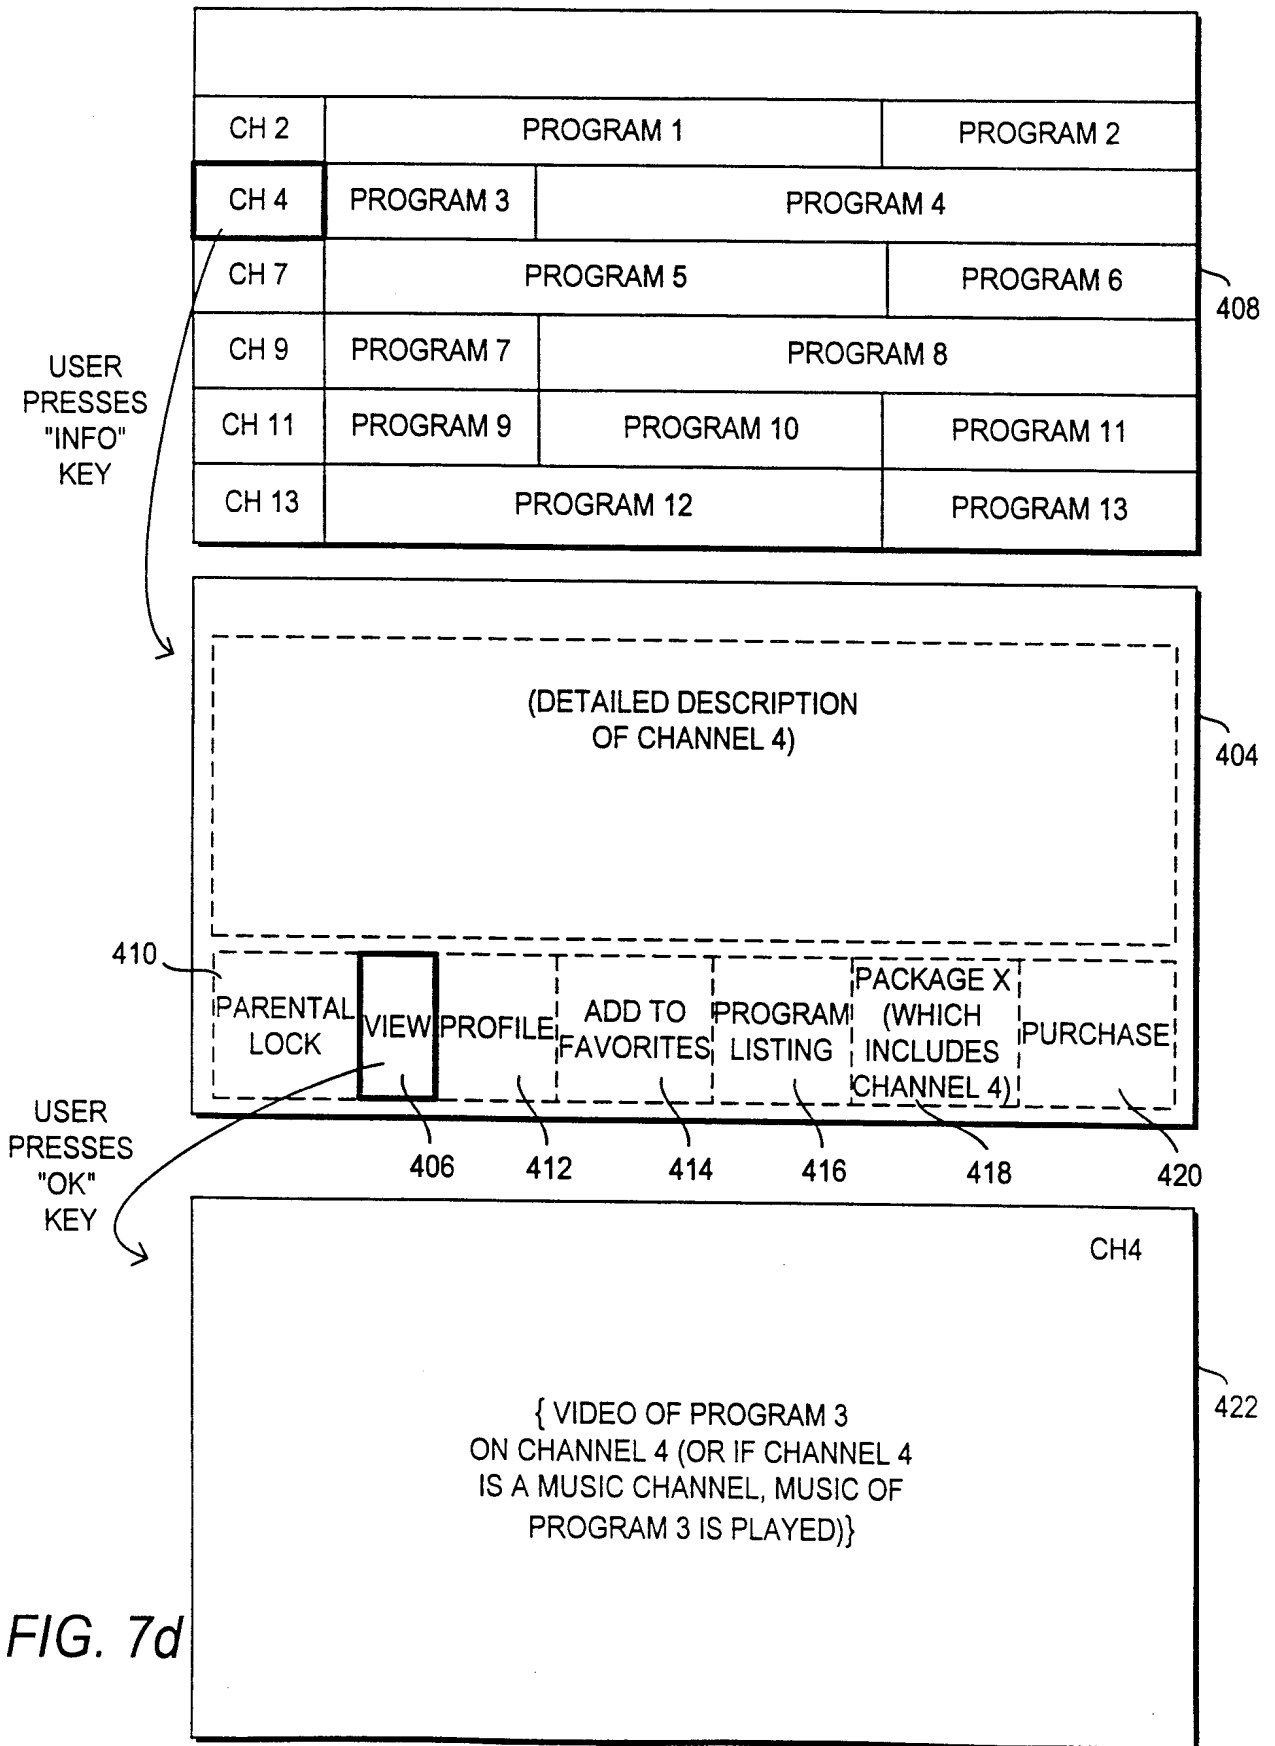 CH 2 PROGRAM 1 PROGRAM 2
CH 4 PROGRAM 3 PROGRAM 4
CH 7 PROGRAM 5 PROGRAM 6
408
CH 9 PROGRAM 7 PROGRAM 8
CH 11 PROGRAM 9 PROGRAM 10 PROGRAM 11
CH 13 PROGRAM 12 PROGRAM 13
USER
PRESSES
"INFO"
KEY
(DETAILED DESCRIPTION
OF CHANNEL 4)
404
410
PARENTAL
LOCK
VIEW
PROFILE
ADD TO
FAVORITES
PROGRAM
LISTING
PACKAGE X
(WHICH
INCLUDES
CHANNEL 4)
PURCHASE
406 412 414 416 418 420
USER
PRESSES
"OK"
KEY
CH4
{ VIDEO OF PROGRAM 3
ON CHANNEL 4 (OR IF CHANNEL 4
IS A MUSIC CHANNEL, MUSIC OF
PROGRAM 3 IS PLAYED)}
422
FIG. 7d